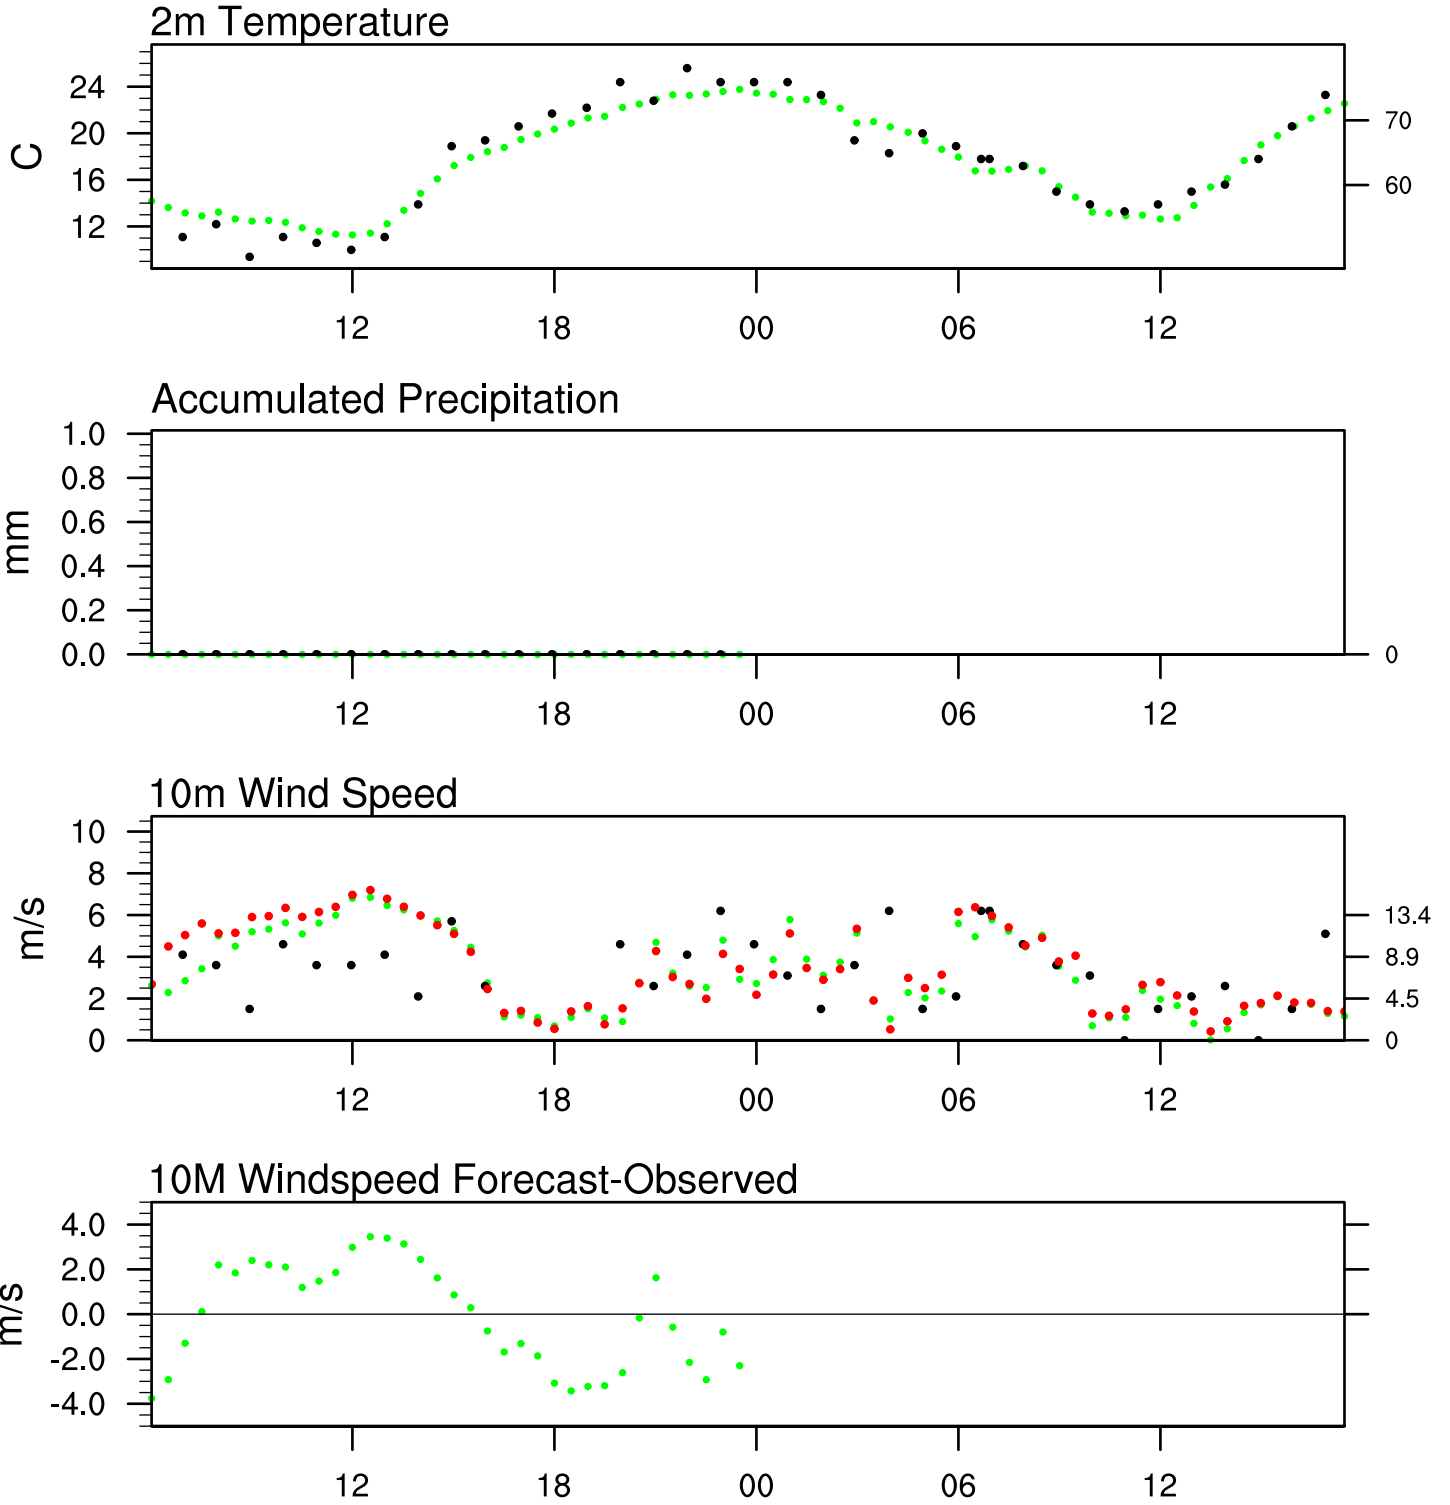 2m Temperature
24
20
16
12
C
70
60
12 18 00 06 12
Accumulated Precipitation
1.0
0.8
0.6
0.4
0.2
0.0
mm
0
12 18 00 06 12
10m Wind Speed
10
8
6
4
2
0
m/s
13.4
8.9
4.5
0
12 18 00 06 12
10M Windspeed Forecast-Observed
4.0
2.0
0.0
-2.0
-4.0
m/s
12 18 00 06 12